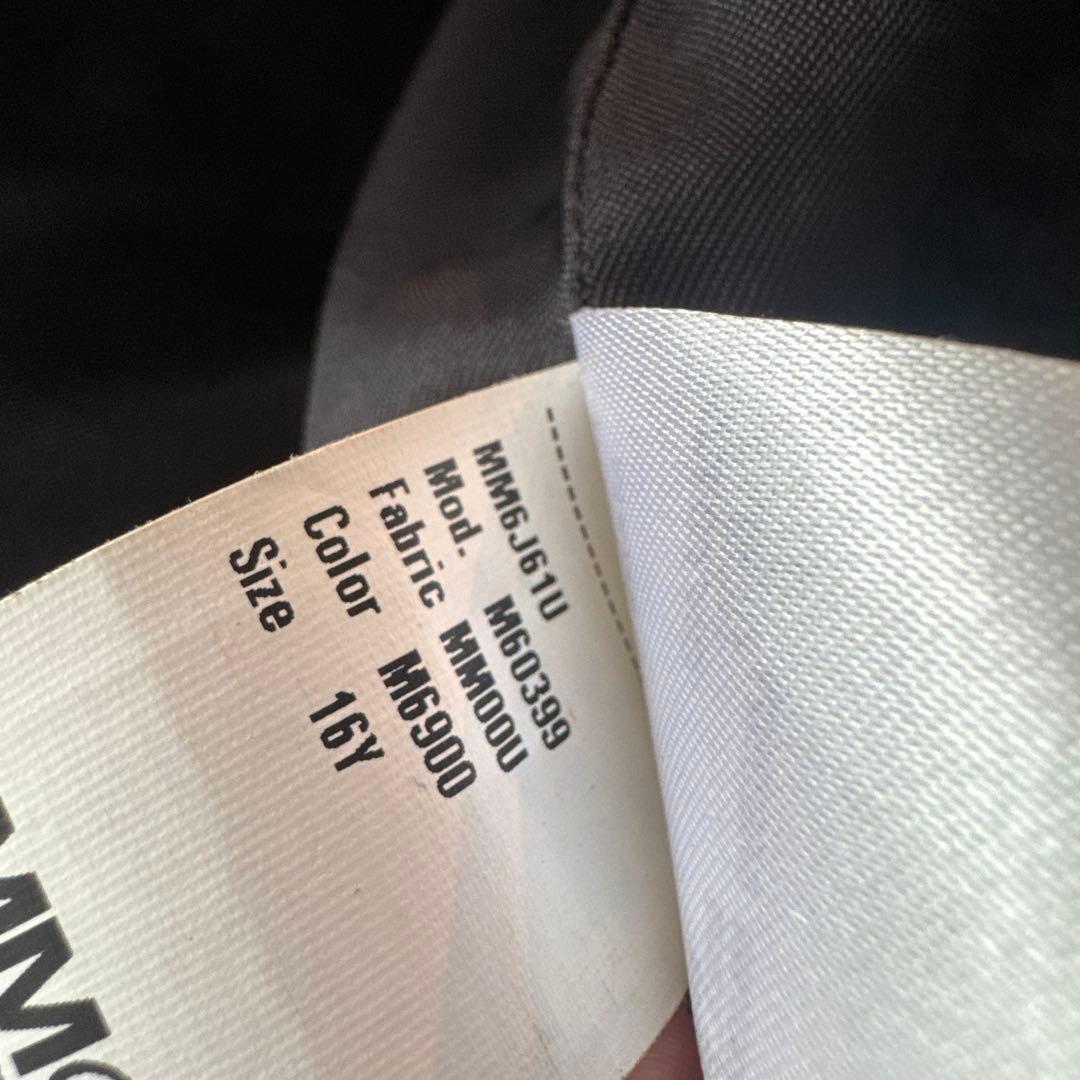 MM6J61U
Mod. M60399
Fabric MM00U
Color M6900
Size 16Y